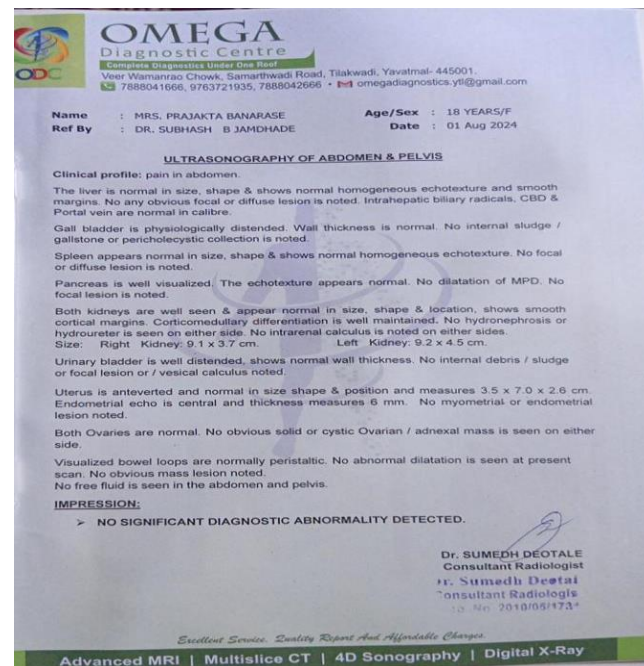 ODC
OMEGA
Diagnostic Centre
Complete Diagnostics Under One Roof
Veer Wamanrao Chowk, Samarthwadi Road, Tilakwadi, Yavatmal- 445001.
7888041666, 9763721935, 7888042666 • omegadiagnostics.ytl@gmail.com
Name : MRS. PRAJAKTA BANARASE Age/Sex : 18 YEARS/F
Ref By : DR. SUBHASH B JAMDHADE Date : 01 Aug 2024
ULTRASONOGRAPHY OF ABDOMEN & PELVIS
Clinical profile: pain in abdomen.
The liver is normal in size, shape & shows normal homogeneous echotexture and smooth
margins. No any obvious focal or diffuse lesion is noted. Intrahepatic biliary radicals, CBD &
Portal vein are normal in calibre.
Gall bladder is physiologically distended. Wall thickness is normal. No internal sludge /
gallstone or pericholecystic collection is noted.
Spleen appears normal in size, shape & shows normal homogeneous echotexture. No focal
or diffuse lesion is noted.
Pancreas is well visualized. The echotexture appears normal. No dilatation of MPD. No
focal lesion is noted.
Both kidneys are well seen & appear normal in size, shape & location, shows smooth
cortical margins. Corticomedullary differentiation is well maintained. No hydronephrosis or
hydroureter is seen on either side. No intrarenal calculus is noted on either sides.
Size: Right Kidney: 9.1 x 3.7 cm. Left Kidney: 9.2 x 4.5 cm.
Urinary bladder is well distended, shows normal wall thickness. No internal debris / sludge
or focal lesion or / vesical calculus noted.
Uterus is anteverted and normal in size shape & position and measures 3.5 x 7.0 x 2.6 cm.
Endometrial echo is central and thickness measures 6 mm. No myometrial or endometrial
lesion noted.
Both Ovaries are normal. No obvious solid or cystic Ovarian / adnexal mass is seen on either
side.
Visualized bowel loops are normally peristaltic. No abnormal dilatation is seen at present
scan. No obvious mass lesion noted.
No free fluid is seen in the abdomen and pelvis.
IMPRESSION:
➢ NO SIGNIFICANT DIAGNOSTIC ABNORMALITY DETECTED.
Dr. SUMEDH DEOTALE
Consultant Radiologist
Dr. Sumedh Deotal
Consultant Radiologis
Excellent Service, Quality Report And Affordable Charges
Advanced MRI | Multislice CT | 4D Sonography | Digital X-Ray